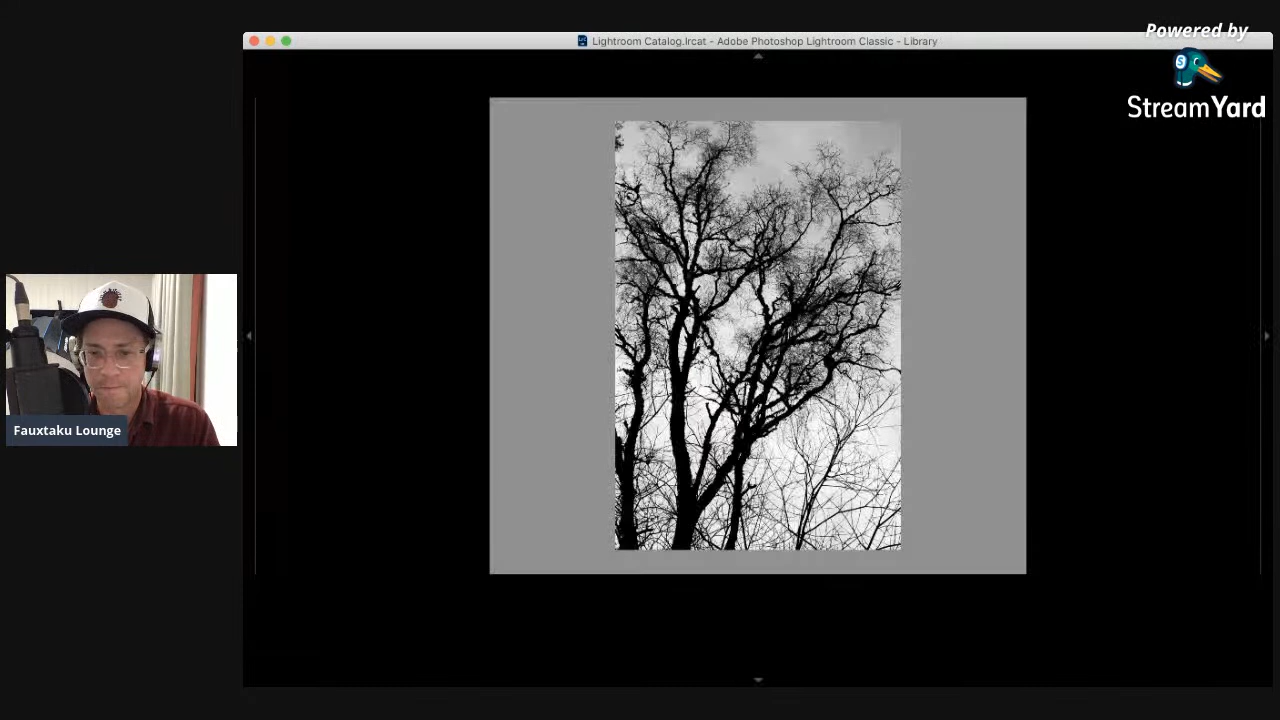 Lightroom Catalog.lrcat - Adobe Photoshop Lightroom Classic - Library
Powered by
StreamYard
Fauxtaku Lounge